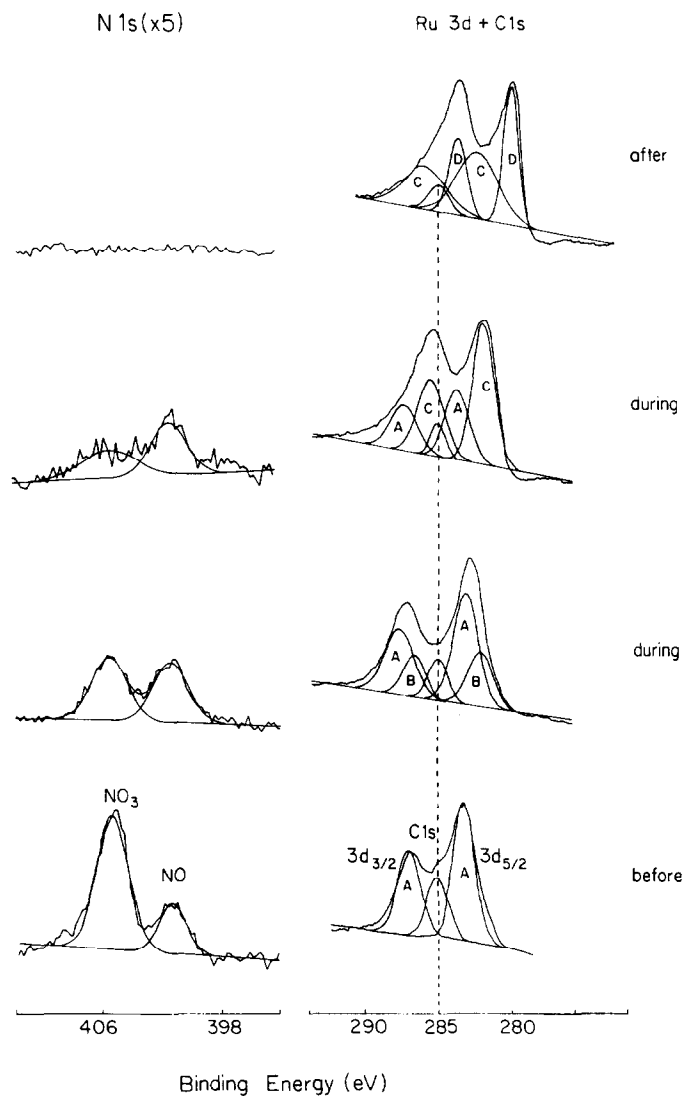 N 1s(x5)
Ru 3d + C1s
after
C
D
C
D
during
A
C
A
C
during
A
B
A
B
NO3
NO
C1s
3d3/2
3d5/2
A
A
before
406
398
290
285
280
Binding Energy (eV)